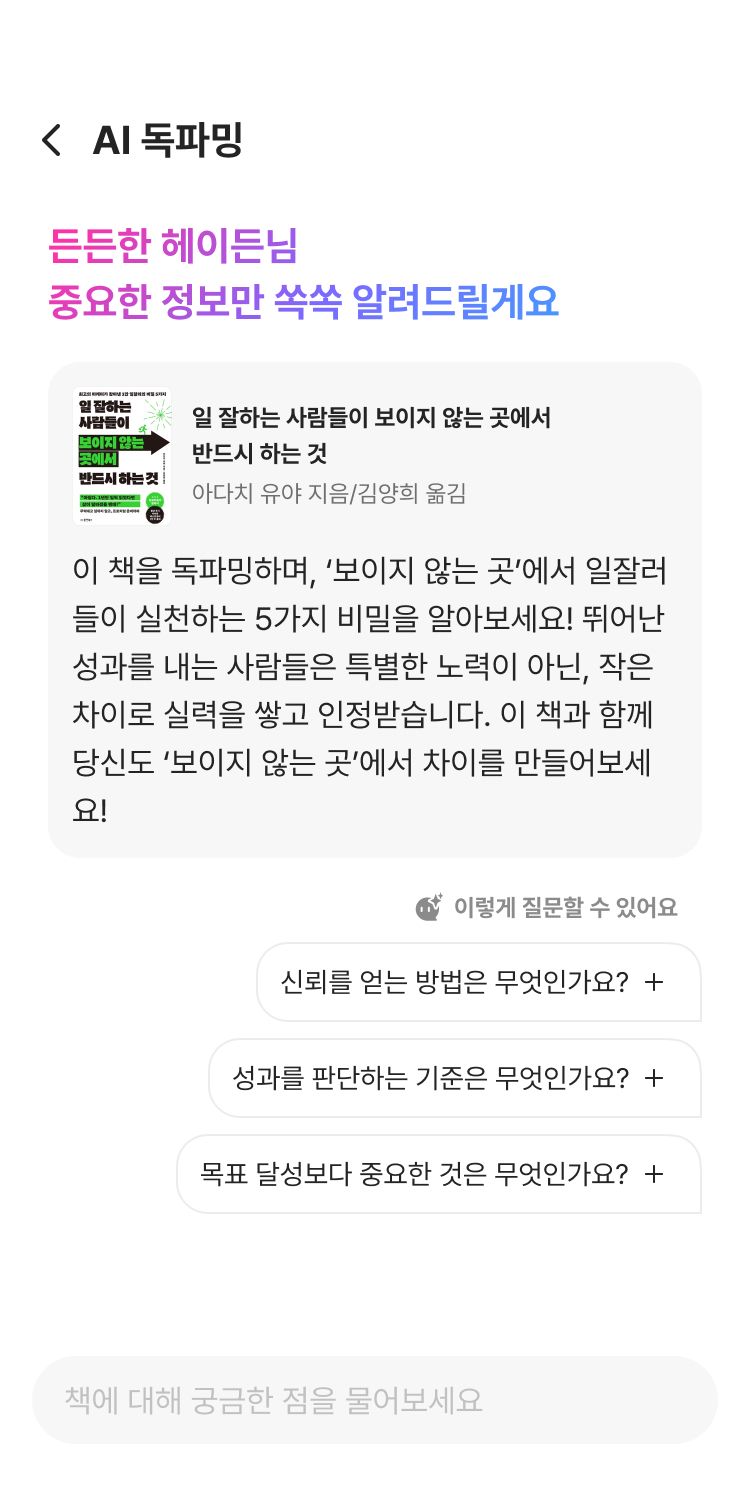 AI 독파밍
든든한 헤이든님
중요한 정보만 쏙쏙 알려드릴게요
일 잘하는
사람들이
보이지 않는
곳에서
반드시 하는 것
일 잘하는 사람들이 보이지 않는 곳에서
반드시 하는 것
아다치 유야 지음/김양희 옮김
이 책을 독파밍하며, ‘보이지 않는 곳’에서 일잘러
들이 실천하는 5가지 비밀을 알아보세요! 뛰어난
성과를 내는 사람들은 특별한 노력이 아닌, 작은
차이로 실력을 쌓고 인정받습니다. 이 책과 함께
당신도 ‘보이지 않는 곳’에서 차이를 만들어보세
요!
이렇게 질문할 수 있어요
신뢰를 얻는 방법은 무엇인가요? +
성과를 판단하는 기준은 무엇인가요? +
목표 달성보다 중요한 것은 무엇인가요? +
책에 대해 궁금한 점을 물어보세요